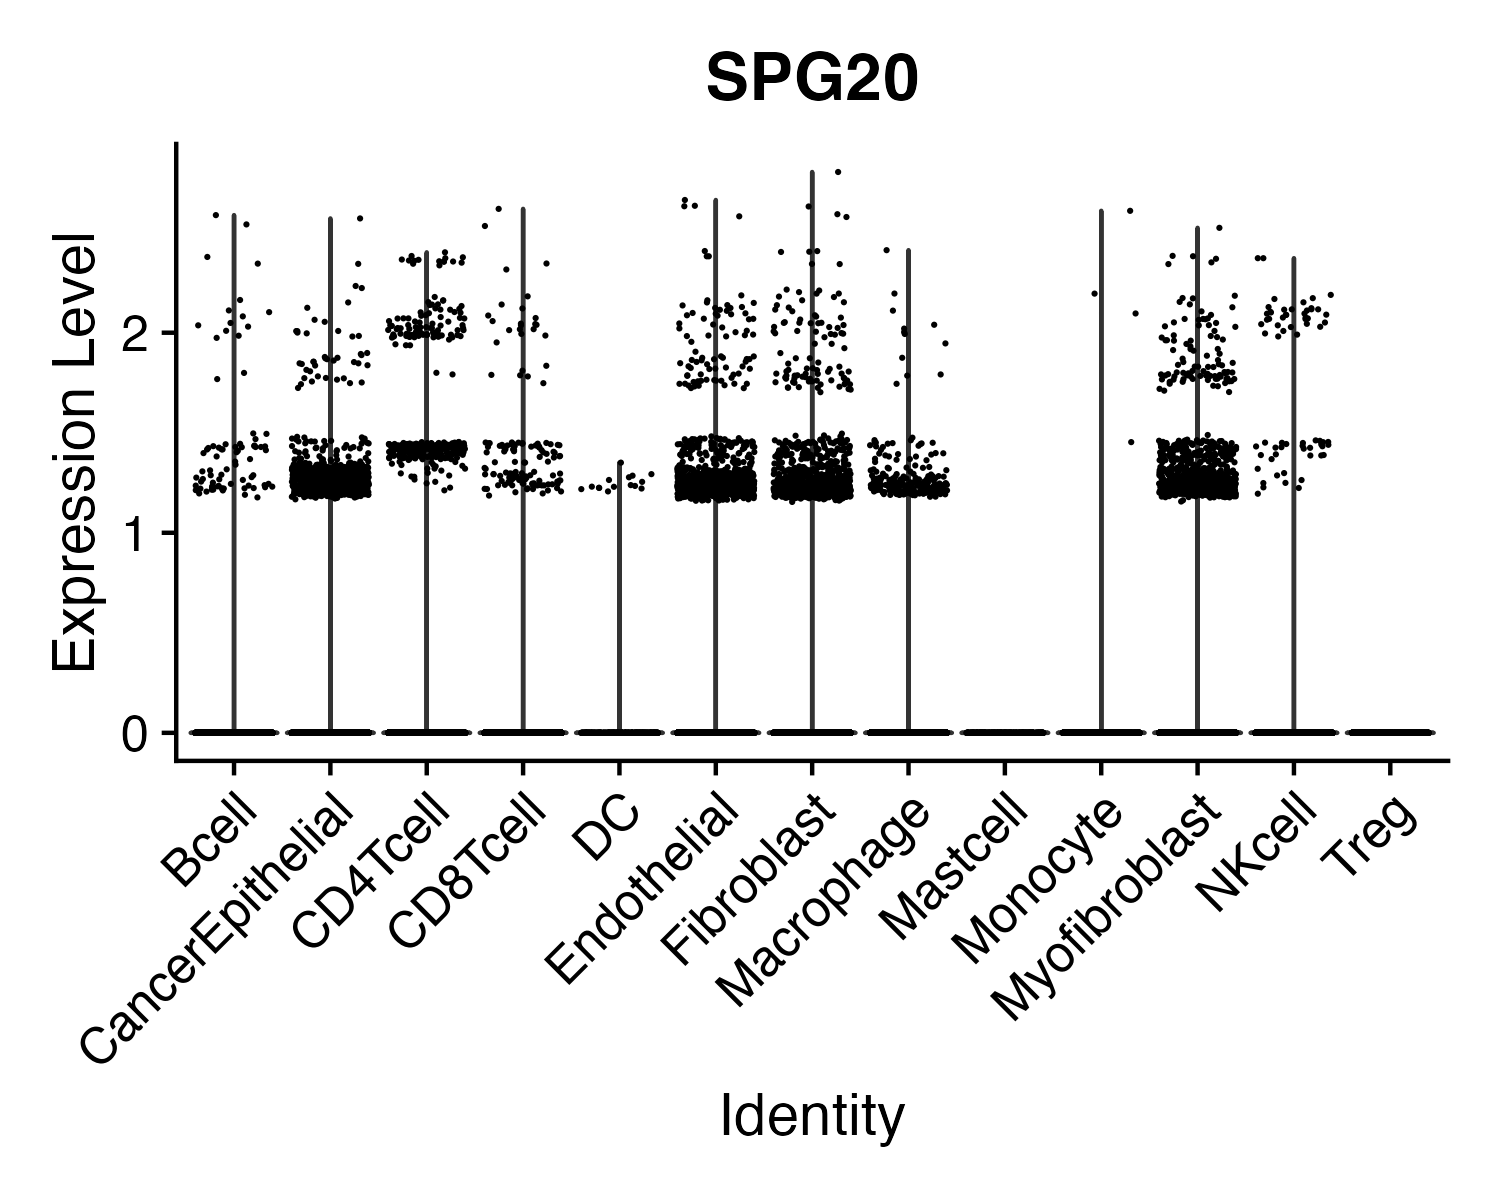 SPG20
Expression Level
2
1
0
Bcell
CancerEpithelial
CD4Tcell
CD8Tcell
DC
Endothelial
Fibroblast
Macrophage
Mastcell
Monocyte
Myofibroblast
NKcell
Treg
Identity